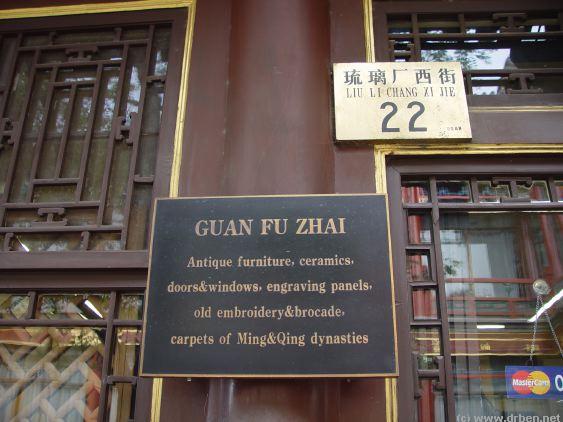 琉璃厂西街
LIU LI CHANG XI JIE
22
GUAN FU ZHAI
Antique furniture, ceramics,
doors&windows, engraving panels,
old embroidery&brocade,
carpets of Ming&Qing dynasties
MasterCard
(c) www.drben.net